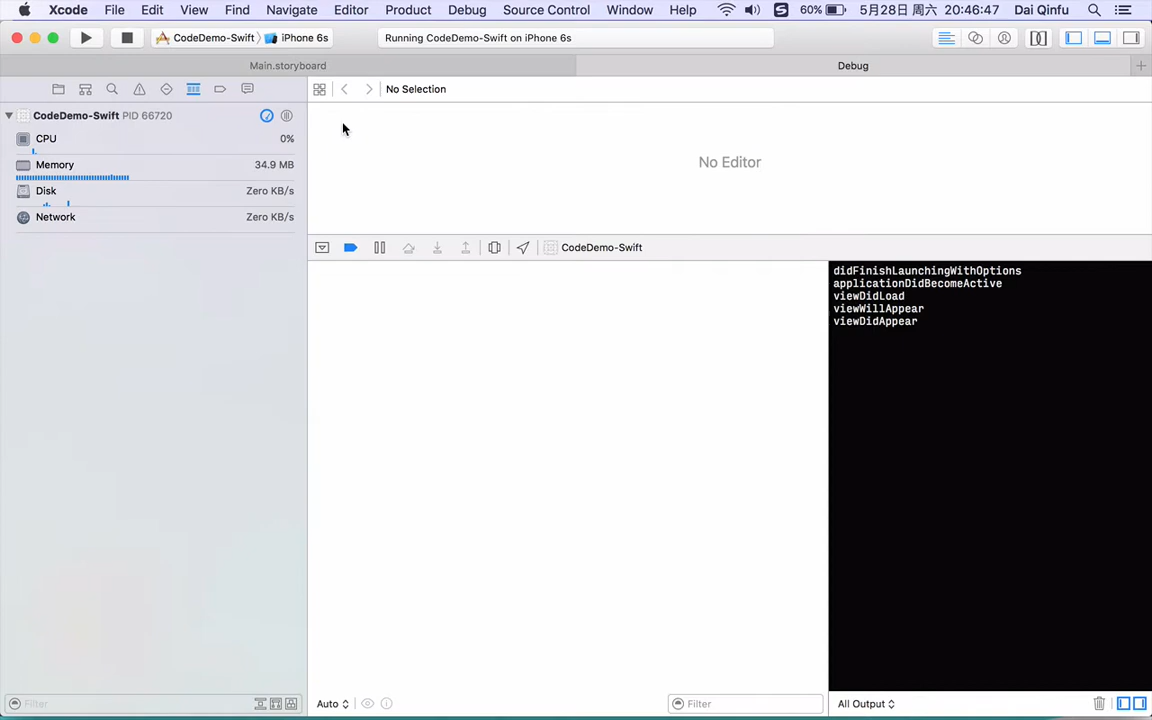 Xcode File Edit View Find Navigate Editor Product Debug Source Control Window Help 60% 5月28日 周六 20:46:47 Dai Qinfu
CodeDemo-Swift iPhone 6s Running CodeDemo-Swift on iPhone 6s
Main.storyboard Debug
No Selection
CodeDemo-Swift PID 66720
CPU 0%
Memory 34.9 MB
Disk Zero KB/s
Network Zero KB/s
No Editor
CodeDemo-Swift
didFinishLaunchingWithOptions
applicationDidBecomeActive
viewDidLoad
viewWillAppear
viewDidAppear
Filter
Auto
Filter
All Output